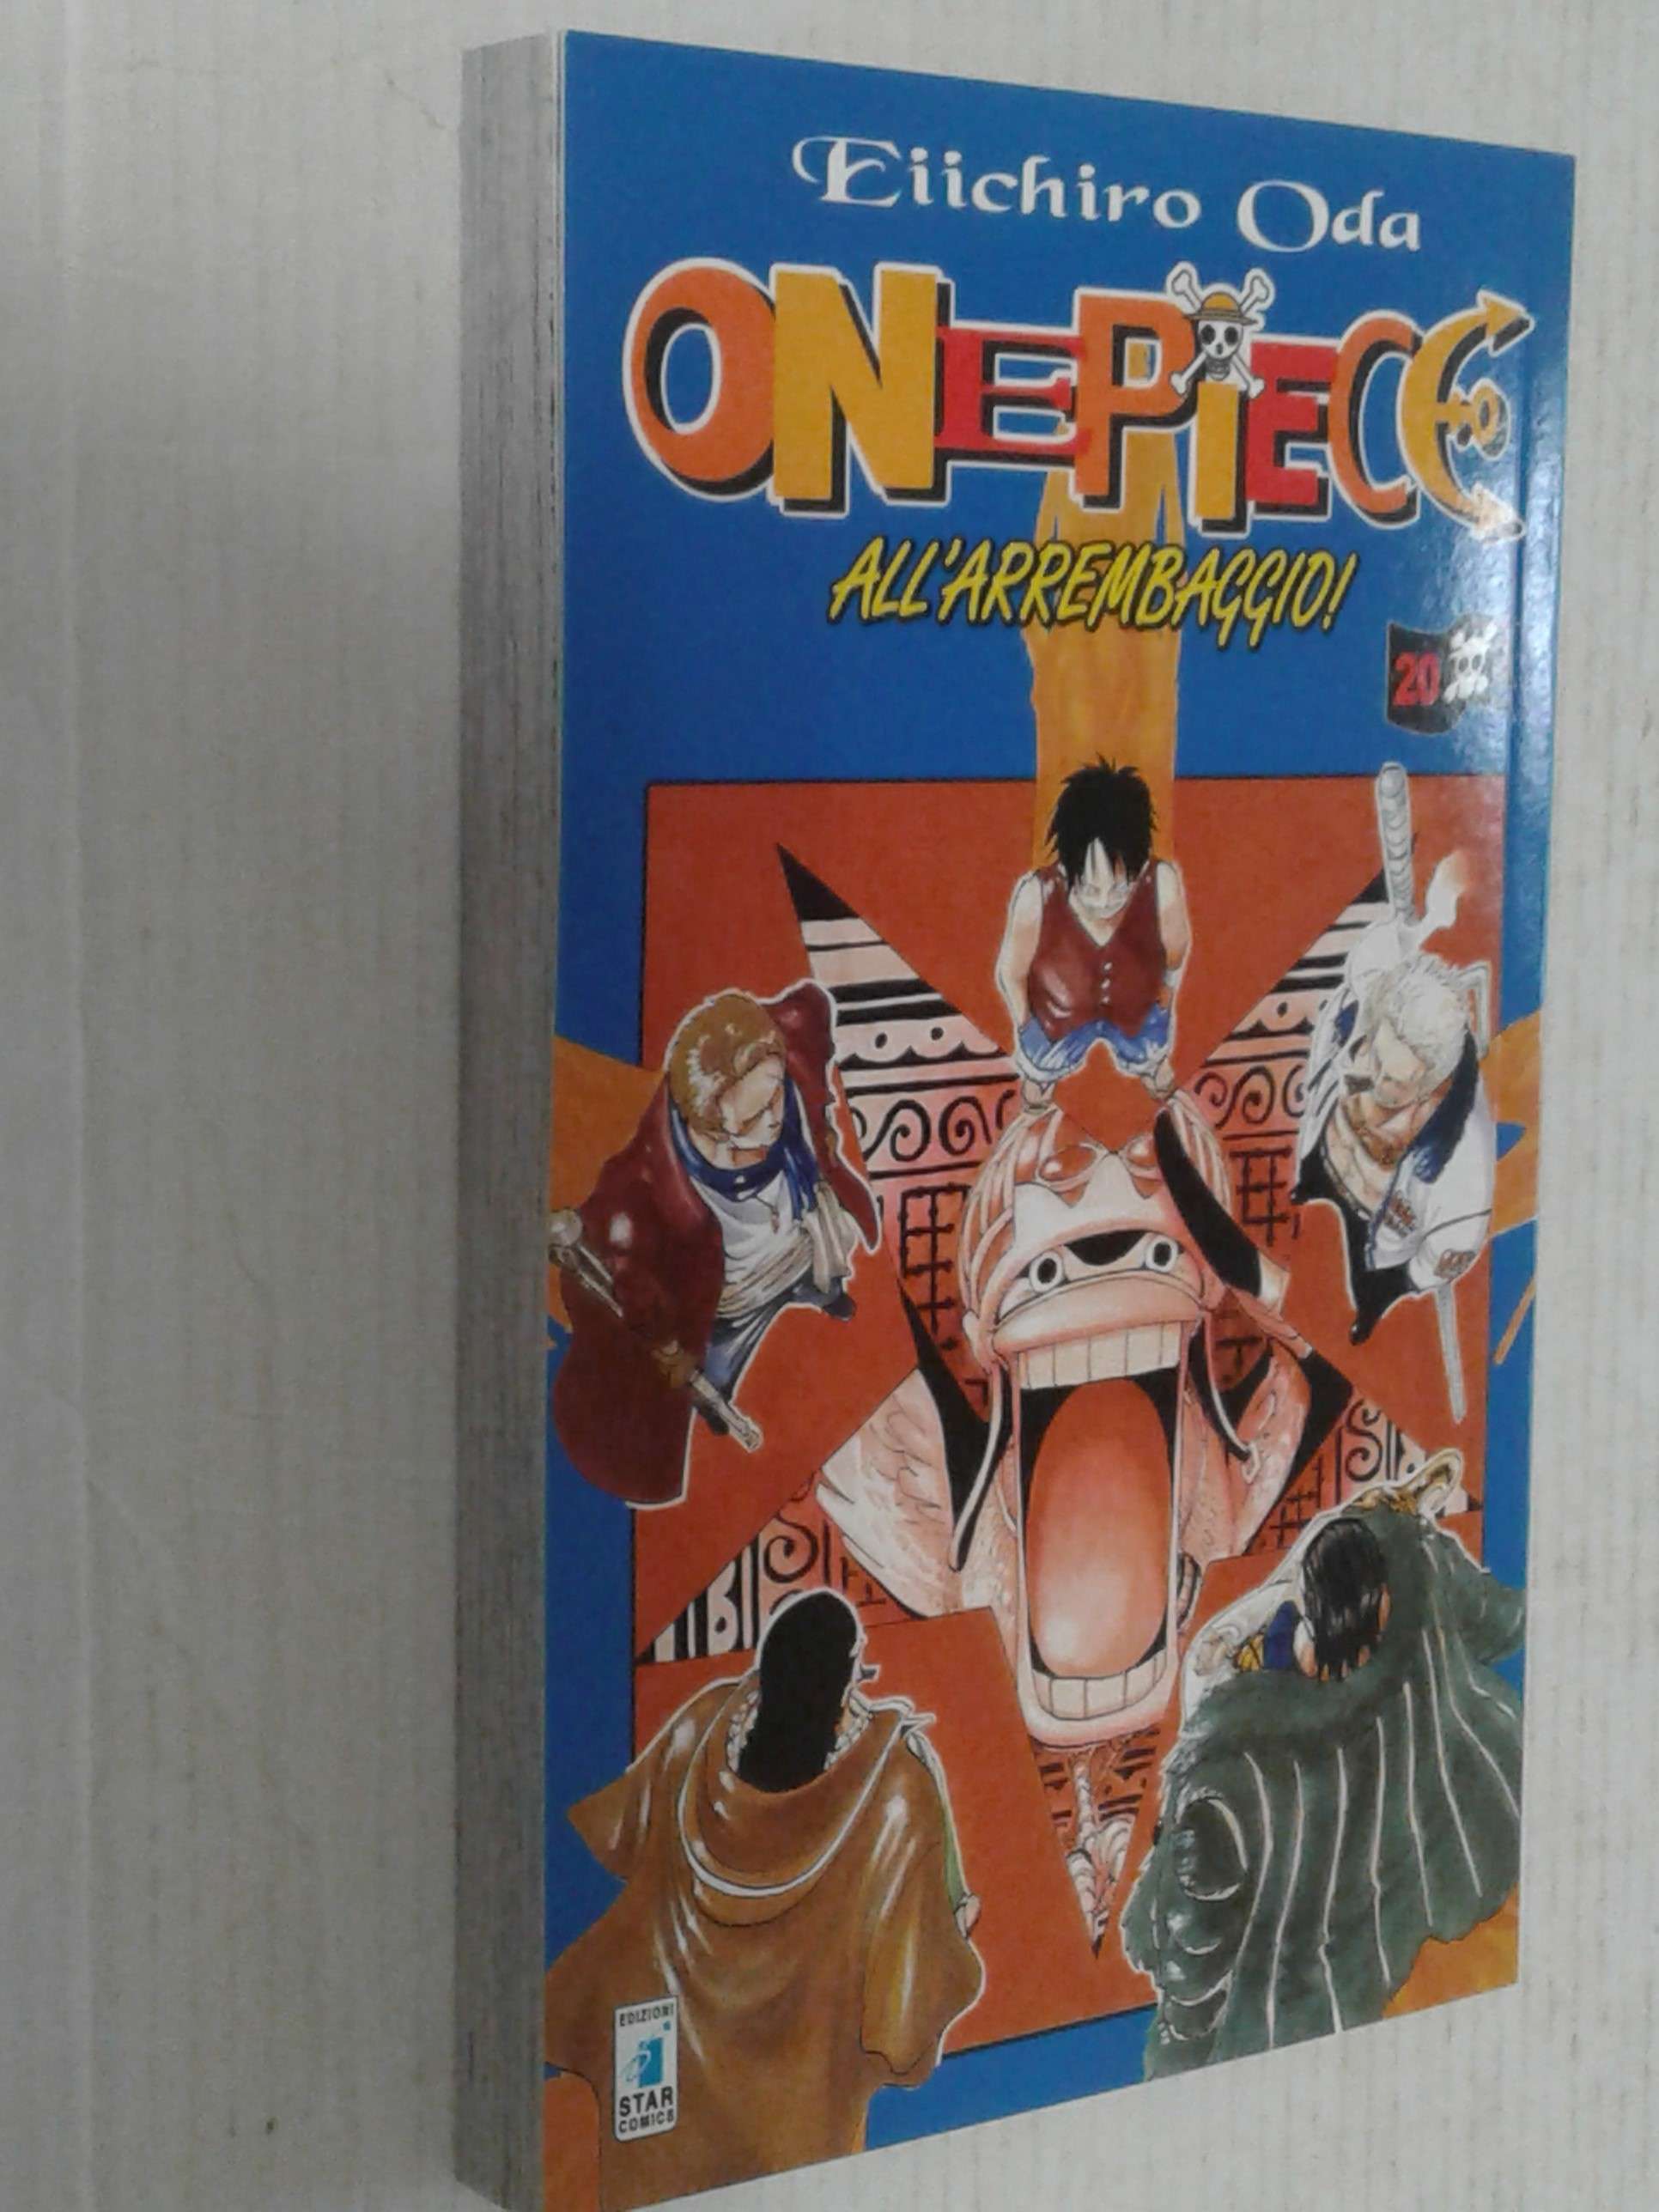 Eiichiro Oda
ONE PIECE
ALL'ARREMBAGGIO!
20
EDIZIONI
STAR
COMICS